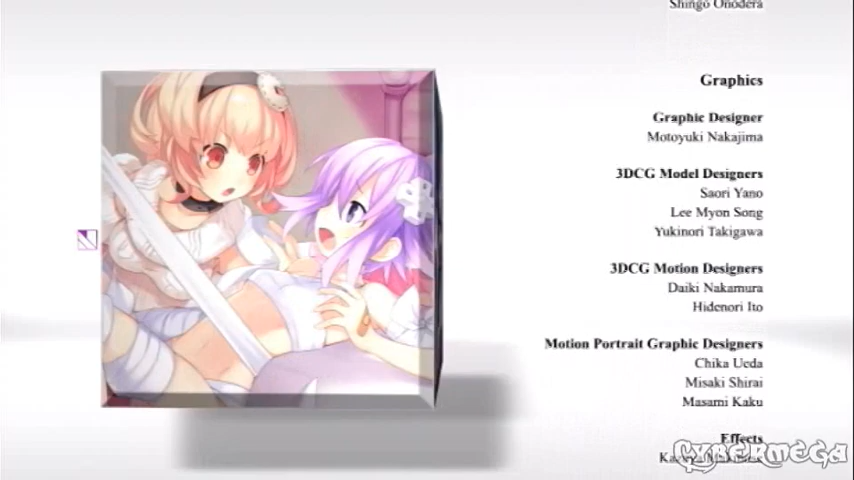 Shingo Onodera
Graphics
Graphic Designer
Motoyuki Nakajima
3DCG Model Designers
Saori Yano
Lee Myon Song
Yukinori Takigawa
3DCG Motion Designers
Daiki Nakamura
Hidenori Ito
Motion Portrait Graphic Designers
Chika Ueda
Misaki Shirai
Masami Kaku
Effects
CYBERMEGA